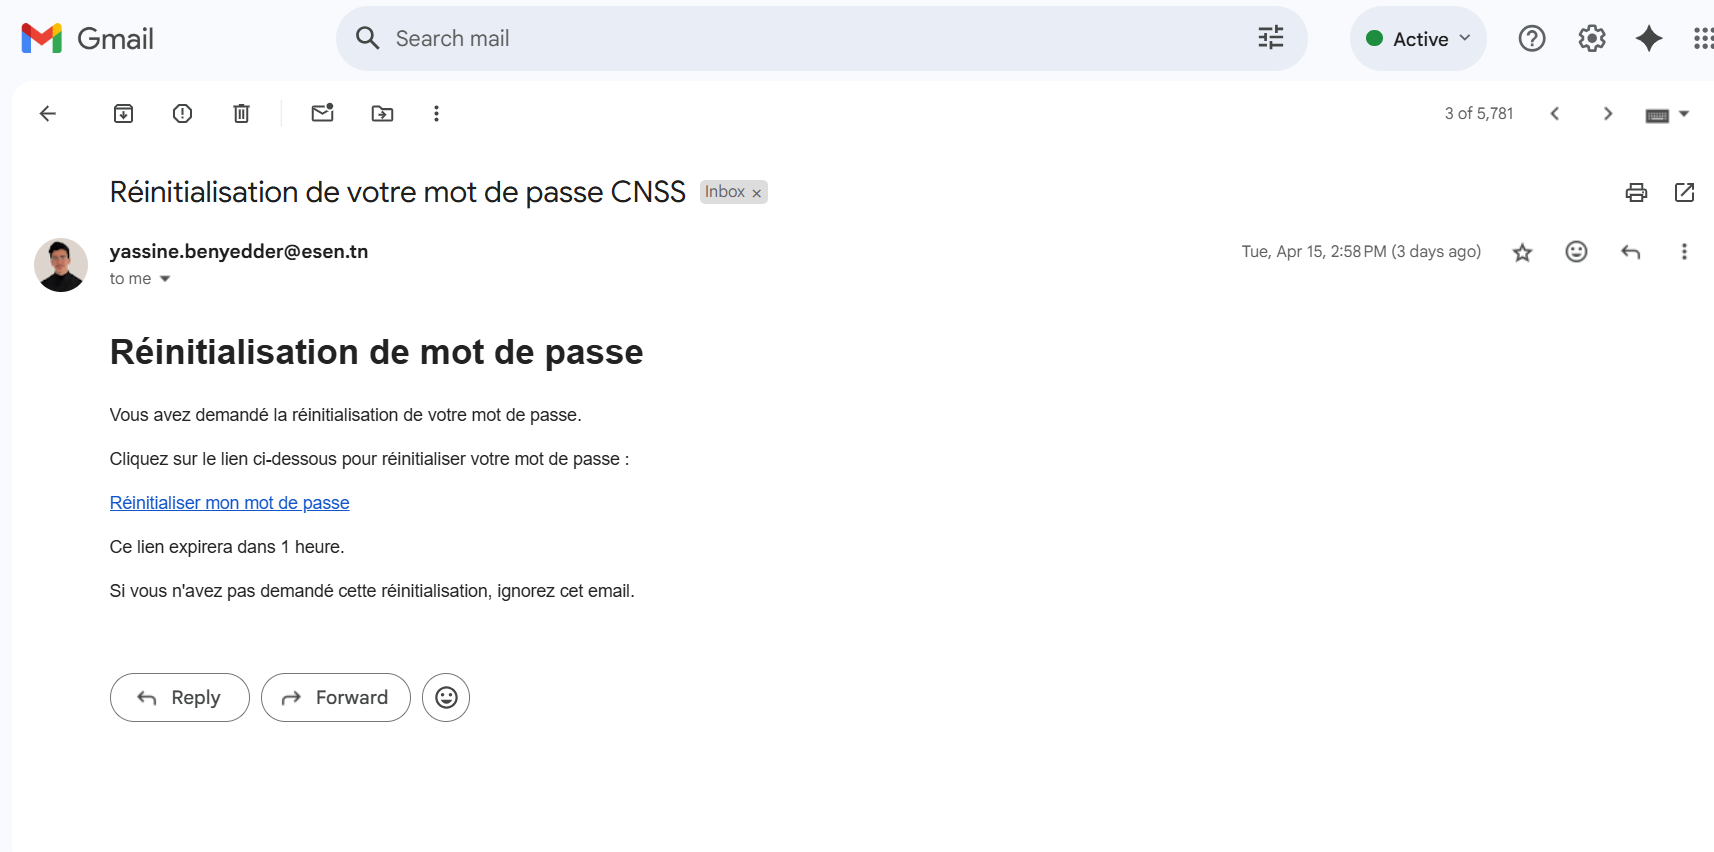 Gmail
Search mail
Active
3 of 5,781
Réinitialisation de votre mot de passe CNSS
Inbox ×
yassine.benyedder@esen.tn
Tue, Apr 15, 2:58 PM (3 days ago)
to me
Réinitialisation de mot de passe
Vous avez demandé la réinitialisation de votre mot de passe.
Cliquez sur le lien ci-dessous pour réinitialiser votre mot de passe :
Réinitialiser mon mot de passe
Ce lien expirera dans 1 heure.
Si vous n'avez pas demandé cette réinitialisation, ignorez cet email.
Reply
Forward